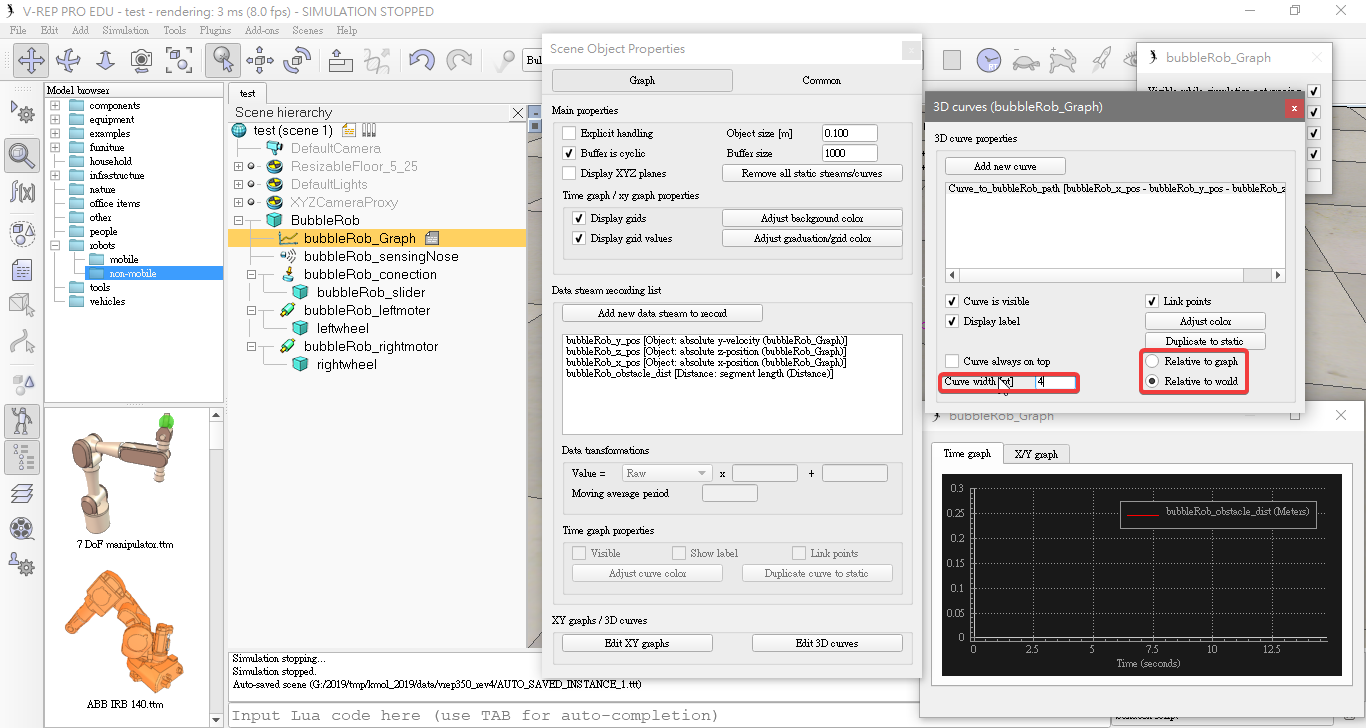 V-REP PRO EDU - test - rendering: 3 ms (8.0 fps) - SIMULATION STOPPED
File Edit Add Simulation Tools Plugins Add-ons Scenes Help
Model browser
components
equipment
examples
furniture
household
infrastructure
nature
office items
other
people
robots
mobile
non-mobile
tools
vehicles
7 DoF manipulator.ttm
ABB IRB 140.ttm
test
Scene hierarchy
test (scene 1)
DefaultCamera
ResizableFloor_5_25
DefaultLights
XYZCameraProxy
BubbleRob
bubbleRob_Graph
bubbleRob_sensingNose
bubbleRob_conection
bubbleRob_slider
bubbleRob_leftmoter
leftwheel
bubbleRob_rightmotor
rightwheel
Simulation stopping...
Simulation stopped.
Auto-saved scene (G:/2019/tmp/kmol_2019/data/vrep350_rev4/AUTO_SAVED_INSTANCE_1.ttt)
Input Lua code here (use TAB for auto-completion)
Scene Object Properties
Graph Common
Main properties
Explicit handling Object size [m] 0.100
Buffer is cyclic Buffer size 1000
Display XYZ planes Remove all static streams/curves
Time graph / xy graph properties
Display grids Adjust background color
Display grid values Adjust graduation/grid color
Data stream recording list
Add new data stream to record
bubbleRob_y_pos [Object: absolute y-velocity (bubbleRob_Graph)]
bubbleRob_z_pos [Object: absolute z-position (bubbleRob_Graph)]
bubbleRob_x_pos [Object: absolute x-position (bubbleRob_Graph)]
bubbleRob_obstacle_dist [Distance: segment length (Distance)]
Data transformations
Value = Raw x +
Moving average period
Time graph properties
Visible Show label Link points
Adjust curve color Duplicate curve to static
XY graphs / 3D curves
Edit XY graphs Edit 3D curves
bubbleRob_Graph
3D curves (bubbleRob_Graph)
3D curve properties
Add new curve
Curve_to_bubbleRob_path [bubbleRob_x_pos - bubbleRob_y_pos - bubbleRob_z
Curve is visible Link points
Display label Adjust color
Duplicate to static
Curve always on top Relative to graph
Curve width 4 Relative to world
bubbleRob_Graph
Time graph X/Y graph
bubbleRob_obstacle_dist (Meters)
0.3
0.25
0.2
0.15
0.1
0.05
0
0 2.5 5 7.5 10 12.5
Time (seconds)